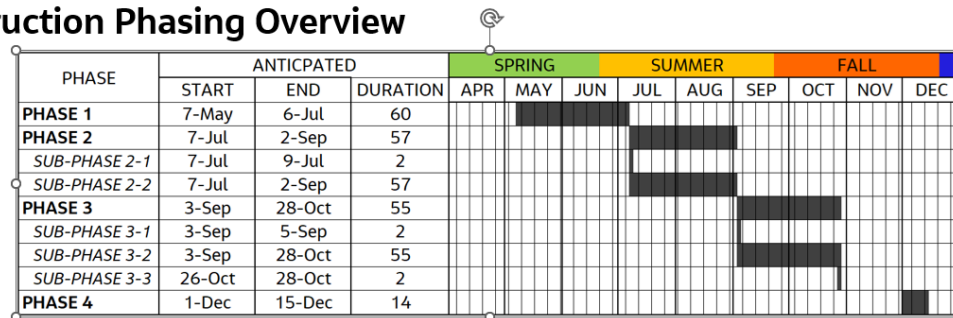 ruction Phasing Overview
PHASE ANTICPATED SPRING SUMMER FALL
START END DURATION APR MAY JUN JUL AUG SEP OCT NOV DEC
PHASE 1 7-May 6-Jul 60
PHASE 2 7-Jul 2-Sep 57
SUB-PHASE 2-1 7-Jul 9-Jul 2
SUB-PHASE 2-2 7-Jul 2-Sep 57
PHASE 3 3-Sep 28-Oct 55
SUB-PHASE 3-1 3-Sep 5-Sep 2
SUB-PHASE 3-2 3-Sep 28-Oct 55
SUB-PHASE 3-3 26-Oct 28-Oct 2
PHASE 4 1-Dec 15-Dec 14